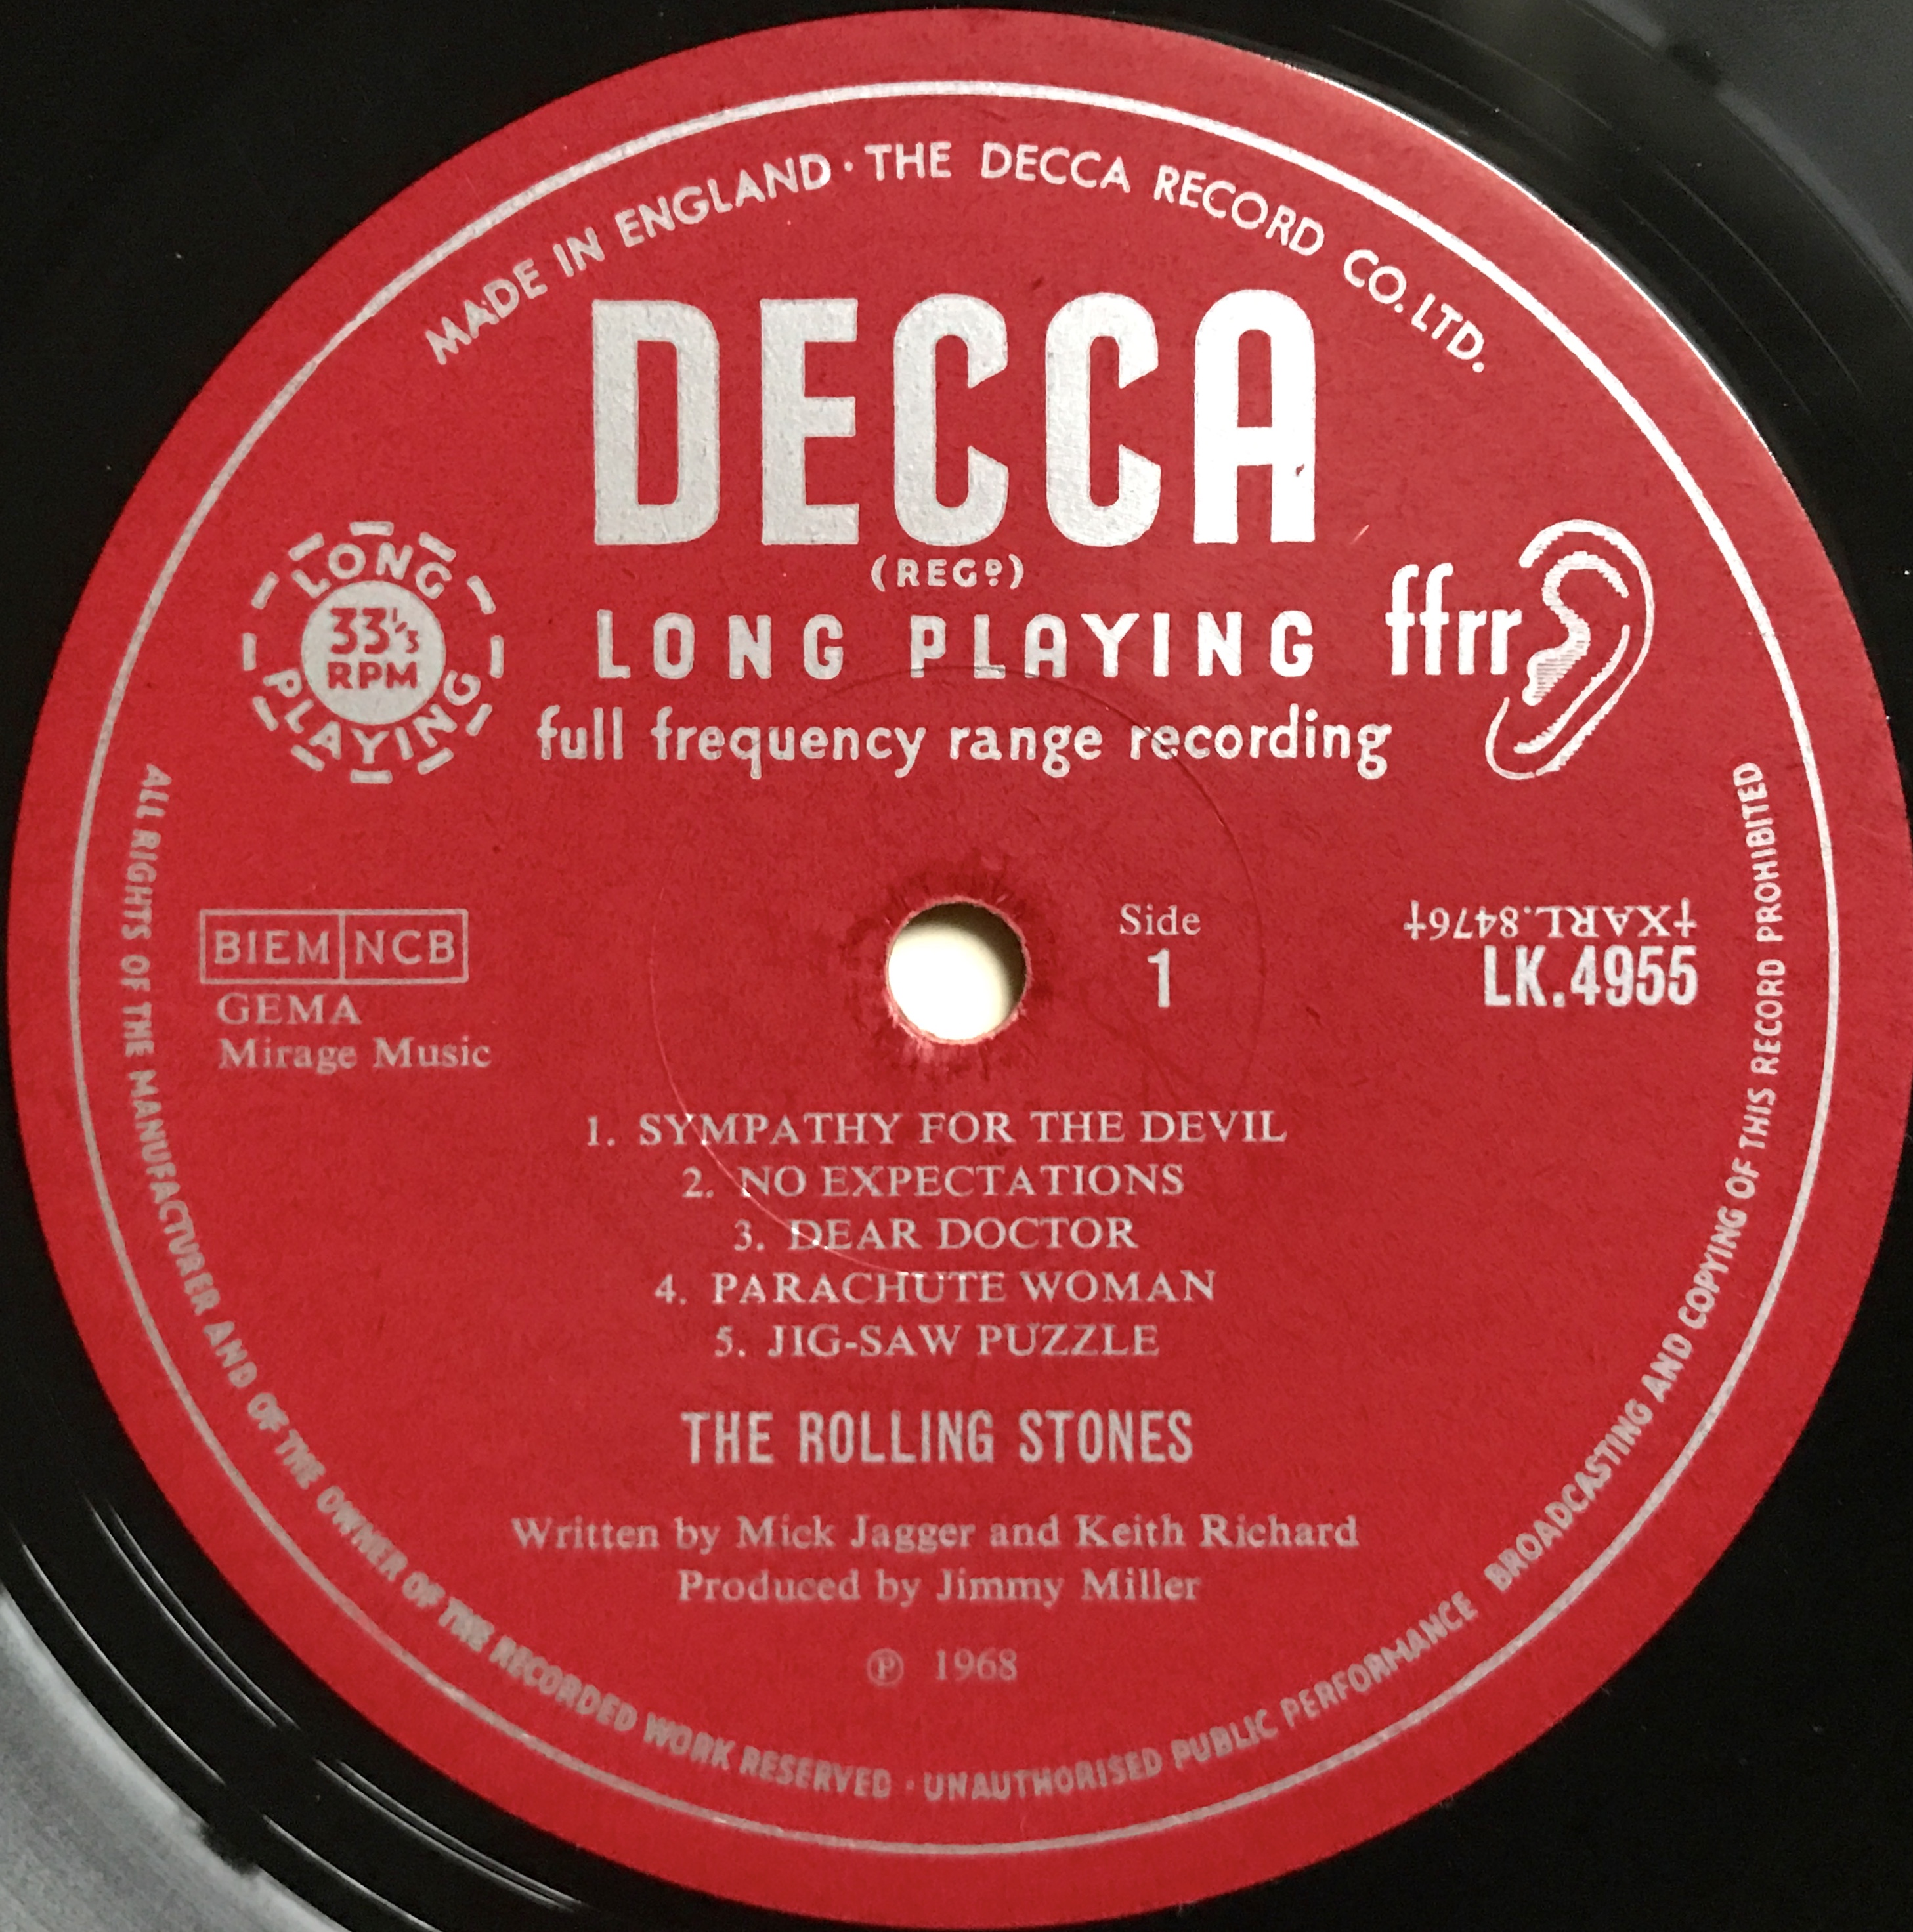 MADE IN ENGLAND · THE DECCA RECORD CO. LTD.
DECCA
(REGD)
LONG PLAYING
33 1/3
RPM
LONG PLAYING
ffrr
full frequency range recording
BIEM NCB
GEMA
Mirage Music
Side
1
‡XARL.8476‡
LK.4955
1. SYMPATHY FOR THE DEVIL
2. NO EXPECTATIONS
3. DEAR DOCTOR
4. PARACHUTE WOMAN
5. JIG-SAW PUZZLE
THE ROLLING STONES
Written by Mick Jagger and Keith Richard
Produced by Jimmy Miller
℗ 1968
ALL RIGHTS OF THE MANUFACTURER AND OF THE OWNER OF THE RECORDED WORK RESERVED · UNAUTHORISED PUBLIC PERFORMANCE BROADCASTING AND COPYING OF THIS RECORD PROHIBITED